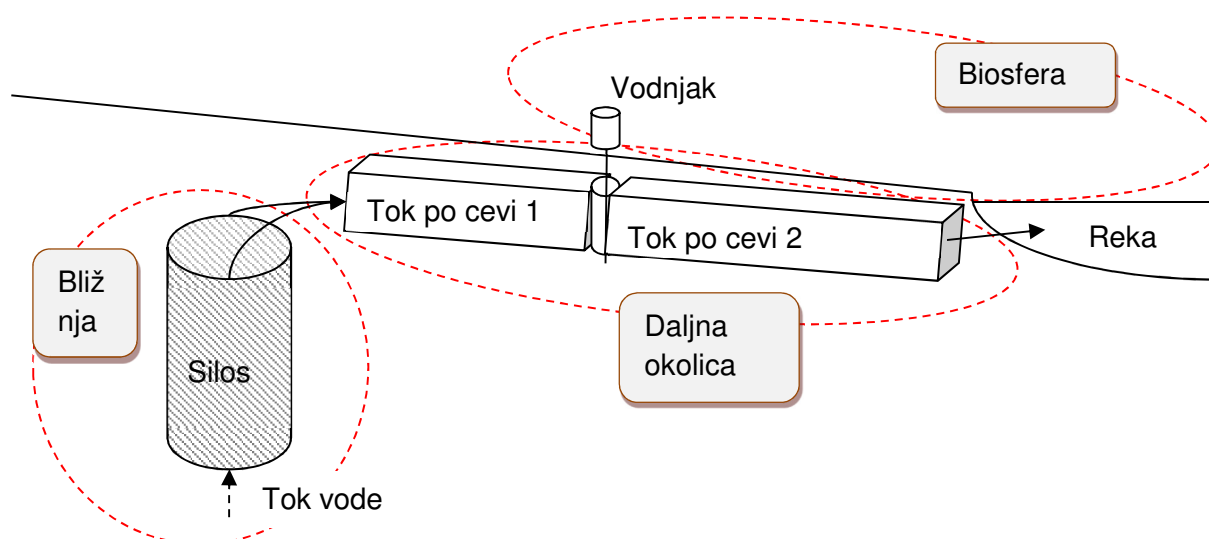 Biosfera
Vodnjak
Tok po cevi 1
Tok po cevi 2
Reka
Bliž
nja
Daljna
okolica
Silos
Tok vode